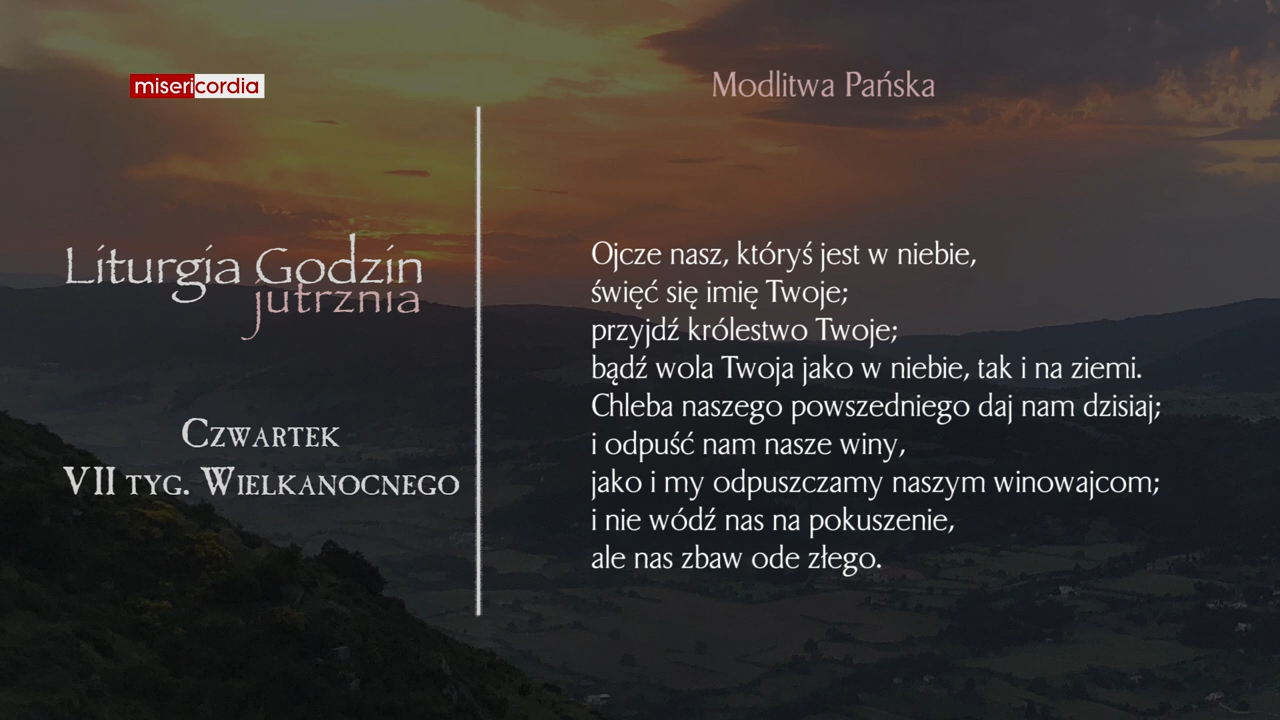 misericordia
Liturgia Godzin
jutrznia
Czwartek
VII tyg. Wielkanocnego
Modlitwa Pańska
Ojcze nasz, któryś jest w niebie,
święć się imię Twoje;
przyjdź królestwo Twoje;
bądź wola Twoja jako w niebie, tak i na ziemi.
Chleba naszego powszedniego daj nam dzisiaj;
i odpuść nam nasze winy,
jako i my odpuszczamy naszym winowajcom;
i nie wódź nas na pokuszenie,
ale nas zbaw ode złego.